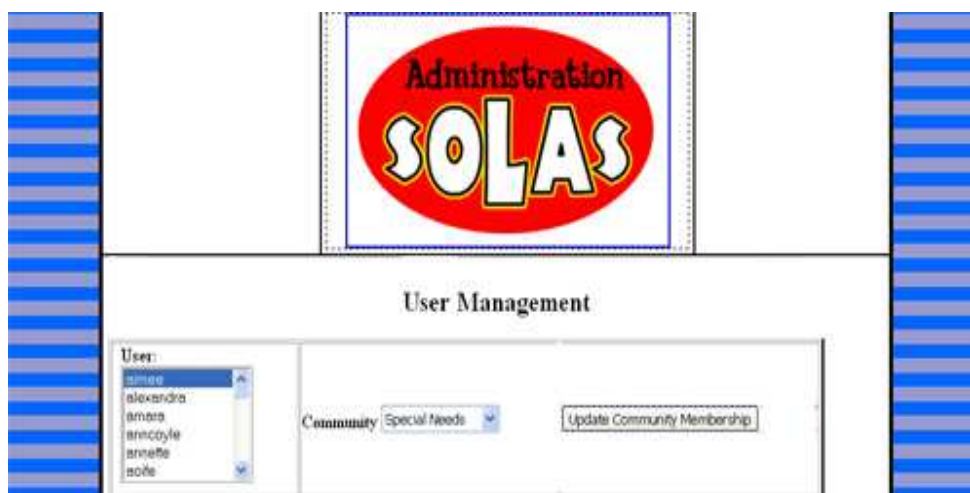 Administration
SOLAS
User Management
User:
aimee
alexandra
amara
anncoyle
annette
aoife
Community Special Needs
Update Community Membership